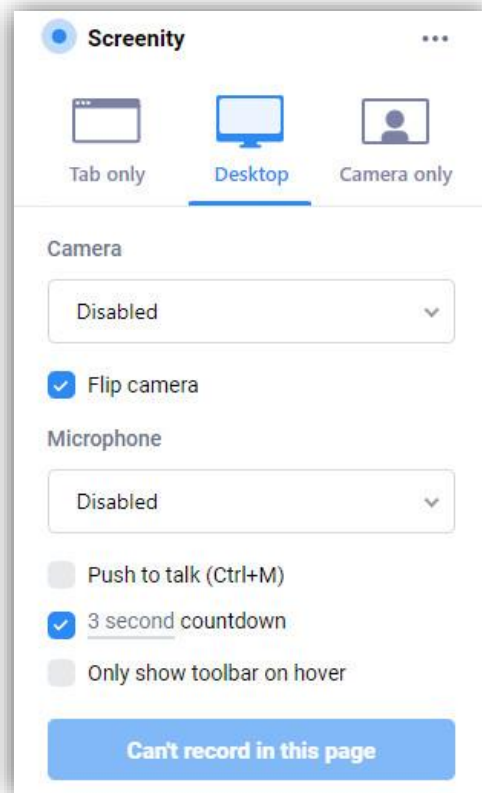 Screenity
Tab only Desktop Camera only
Camera
Disabled
Flip camera
Microphone
Disabled
Push to talk (Ctrl+M)
3 second countdown
Only show toolbar on hover
Can't record in this page